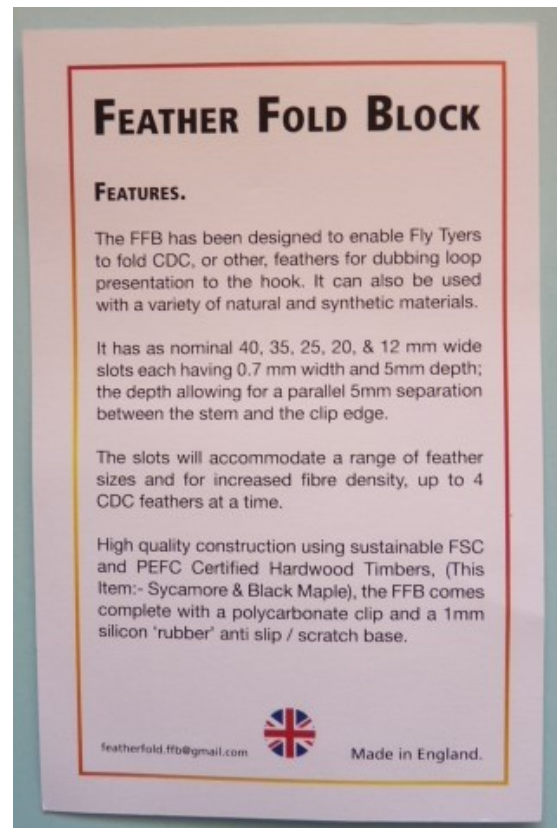 FEATHER FOLD BLOCK
FEATURES.
The FFB has been designed to enable Fly Tyers
to fold CDC, or other, feathers for dubbing loop
presentation to the hook. It can also be used
with a variety of natural and synthetic materials.
It has as nominal 40, 35, 25, 20, & 12 mm wide
slots each having 0.7 mm width and 5mm depth;
the depth allowing for a parallel 5mm separation
between the stem and the clip edge.
The slots will accommodate a range of feather
sizes and for increased fibre density, up to 4
CDC feathers at a time.
High quality construction using sustainable FSC
and PEFC Certified Hardwood Timbers, (This
Item:- Sycamore & Black Maple), the FFB comes
complete with a polycarbonate clip and a 1mm
silicon 'rubber' anti slip / scratch base.
featherfold.ffb@gmail.com
Made in England.